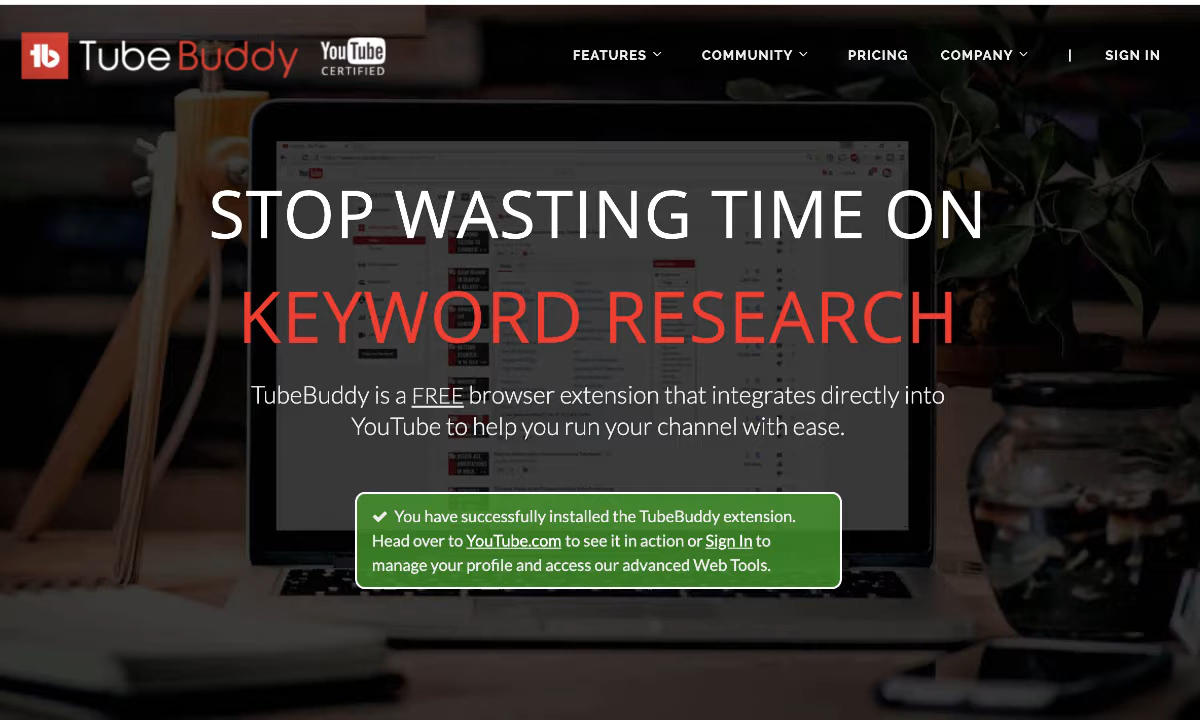 TubeBuddy YouTube CERTIFIED
FEATURES COMMUNITY PRICING COMPANY | SIGN IN
STOP WASTING TIME ON
KEYWORD RESEARCH
TubeBuddy is a FREE browser extension that integrates directly into
YouTube to help you run your channel with ease.
✔ You have successfully installed the TubeBuddy extension.
Head over to YouTube.com to see it in action or Sign In to
manage your profile and access our advanced Web Tools.